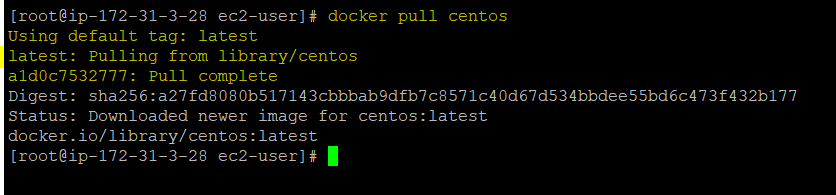 [root@ip-172-31-3-28 ec2-user]# docker pull centos
Using default tag: latest
latest: Pulling from library/centos
a1d0c7532777: Pull complete
Digest: sha256:a27fd8080b517143cbbbab9dfb7c8571c40d67d534bbdee55bd6c473f432b177
Status: Downloaded newer image for centos:latest
docker.io/library/centos:latest
[root@ip-172-31-3-28 ec2-user]#